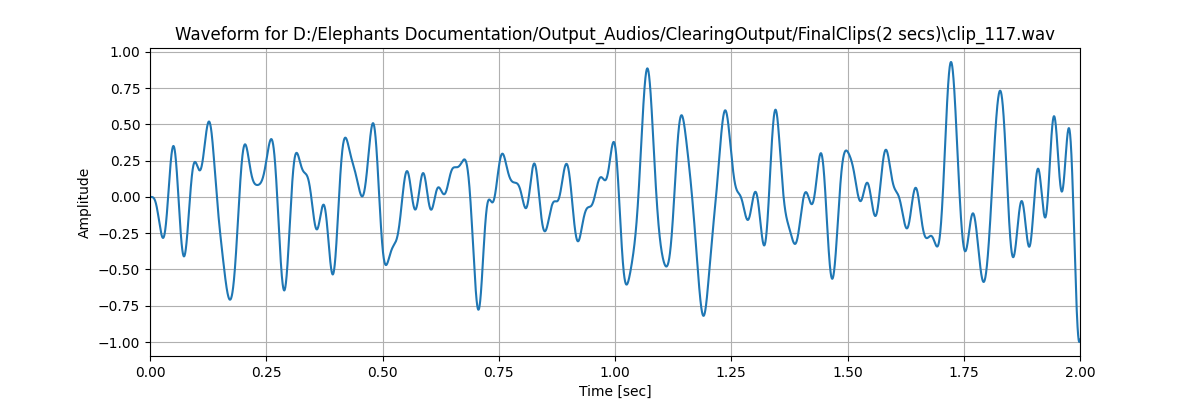 Waveform for D:/Elephants Documentation/Output_Audios/ClearingOutput/FinalClips(2 secs)\clip_117.wav
1.00
0.75
0.50
0.25
0.00
−0.25
−0.50
−0.75
−1.00
Amplitude
0.00 0.25 0.50 0.75 1.00 1.25 1.50 1.75 2.00
Time [sec]